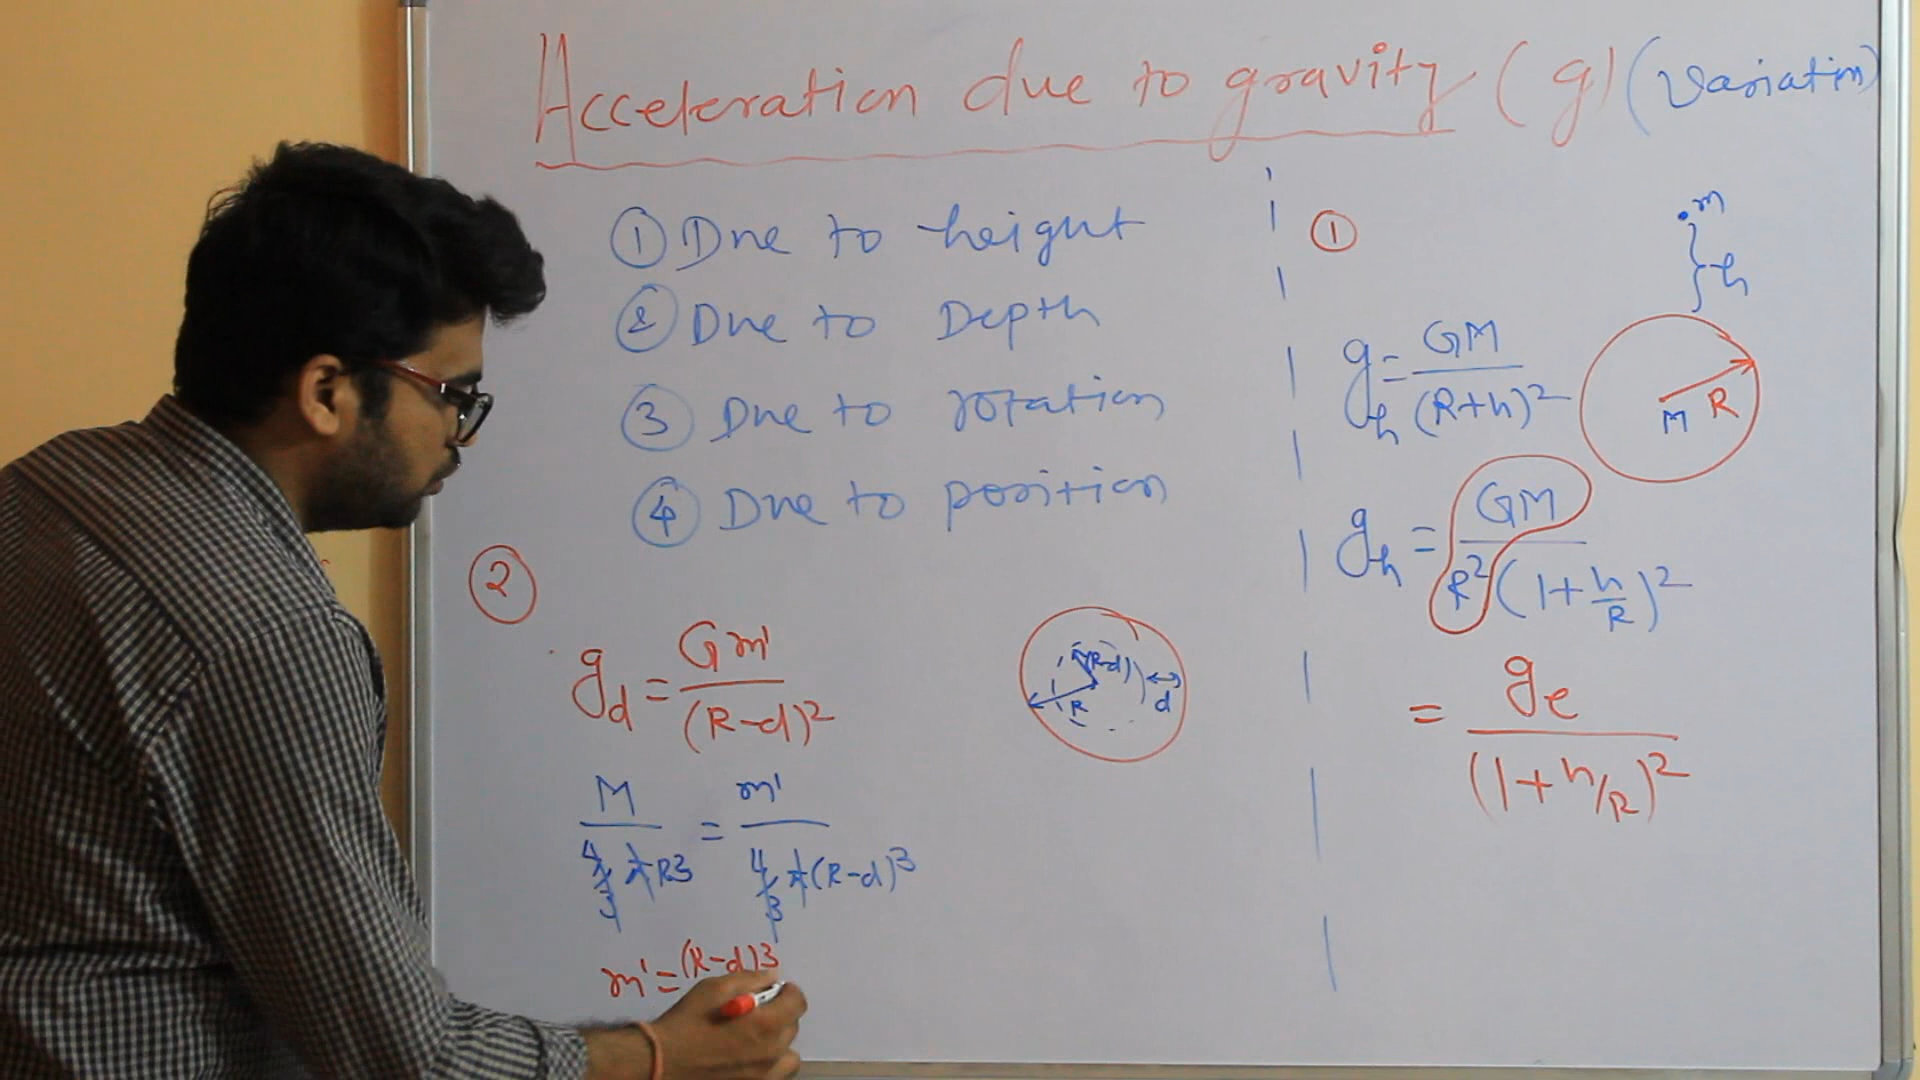 Acceleration due to gravity (g) (Variation)
① Due to height
② Due to Depth
③ Due to rotation
④ Due to position
①
m
h
M R
g_h = GM/(R+h)²
g_h = GM/R²(1+h/R)²
= g_e/(1+h/R)²
②
g_d = Gm'/(R-d)²
(R-d)
R
d
M/(4/3 πR³) = m'/(4/3 π(R-d)³)
m' = (R-d)³